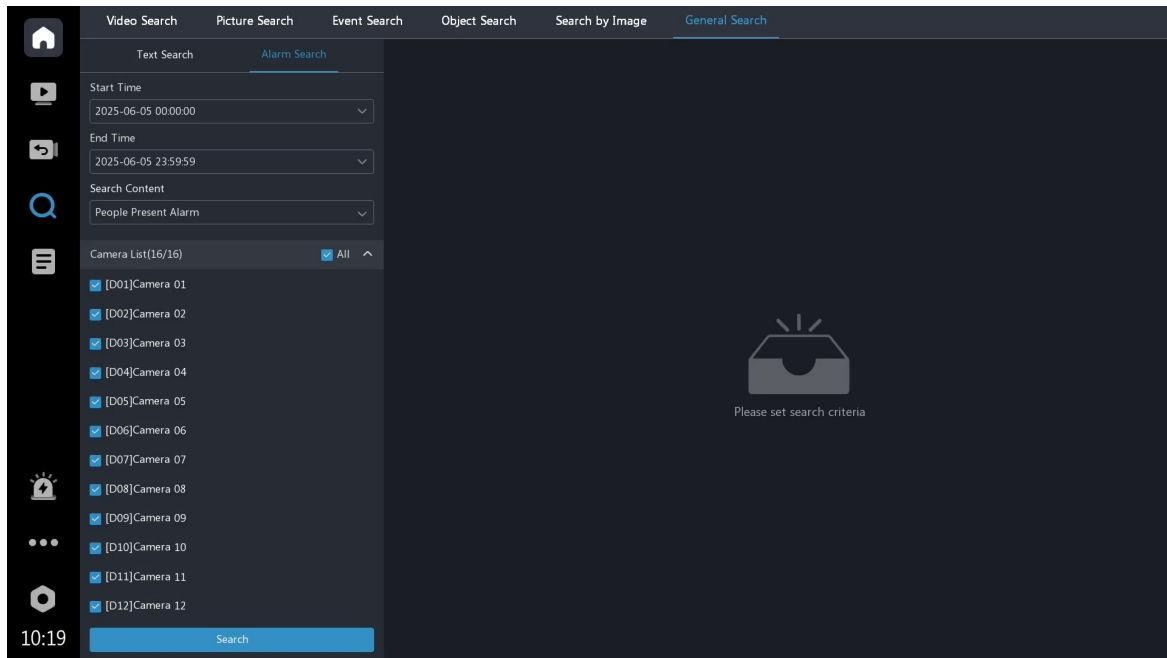 Video Search Picture Search Event Search Object Search Search by Image General Search
Text Search Alarm Search
Start Time
2025-06-05 00:00:00
End Time
2025-06-05 23:59:59
Search Content
People Present Alarm
Camera List(16/16) All
[D01]Camera 01
[D02]Camera 02
[D03]Camera 03
[D04]Camera 04
[D05]Camera 05
[D06]Camera 06
[D07]Camera 07
[D08]Camera 08
[D09]Camera 09
[D10]Camera 10
[D11]Camera 11
[D12]Camera 12
Search
Please set search criteria
10:19